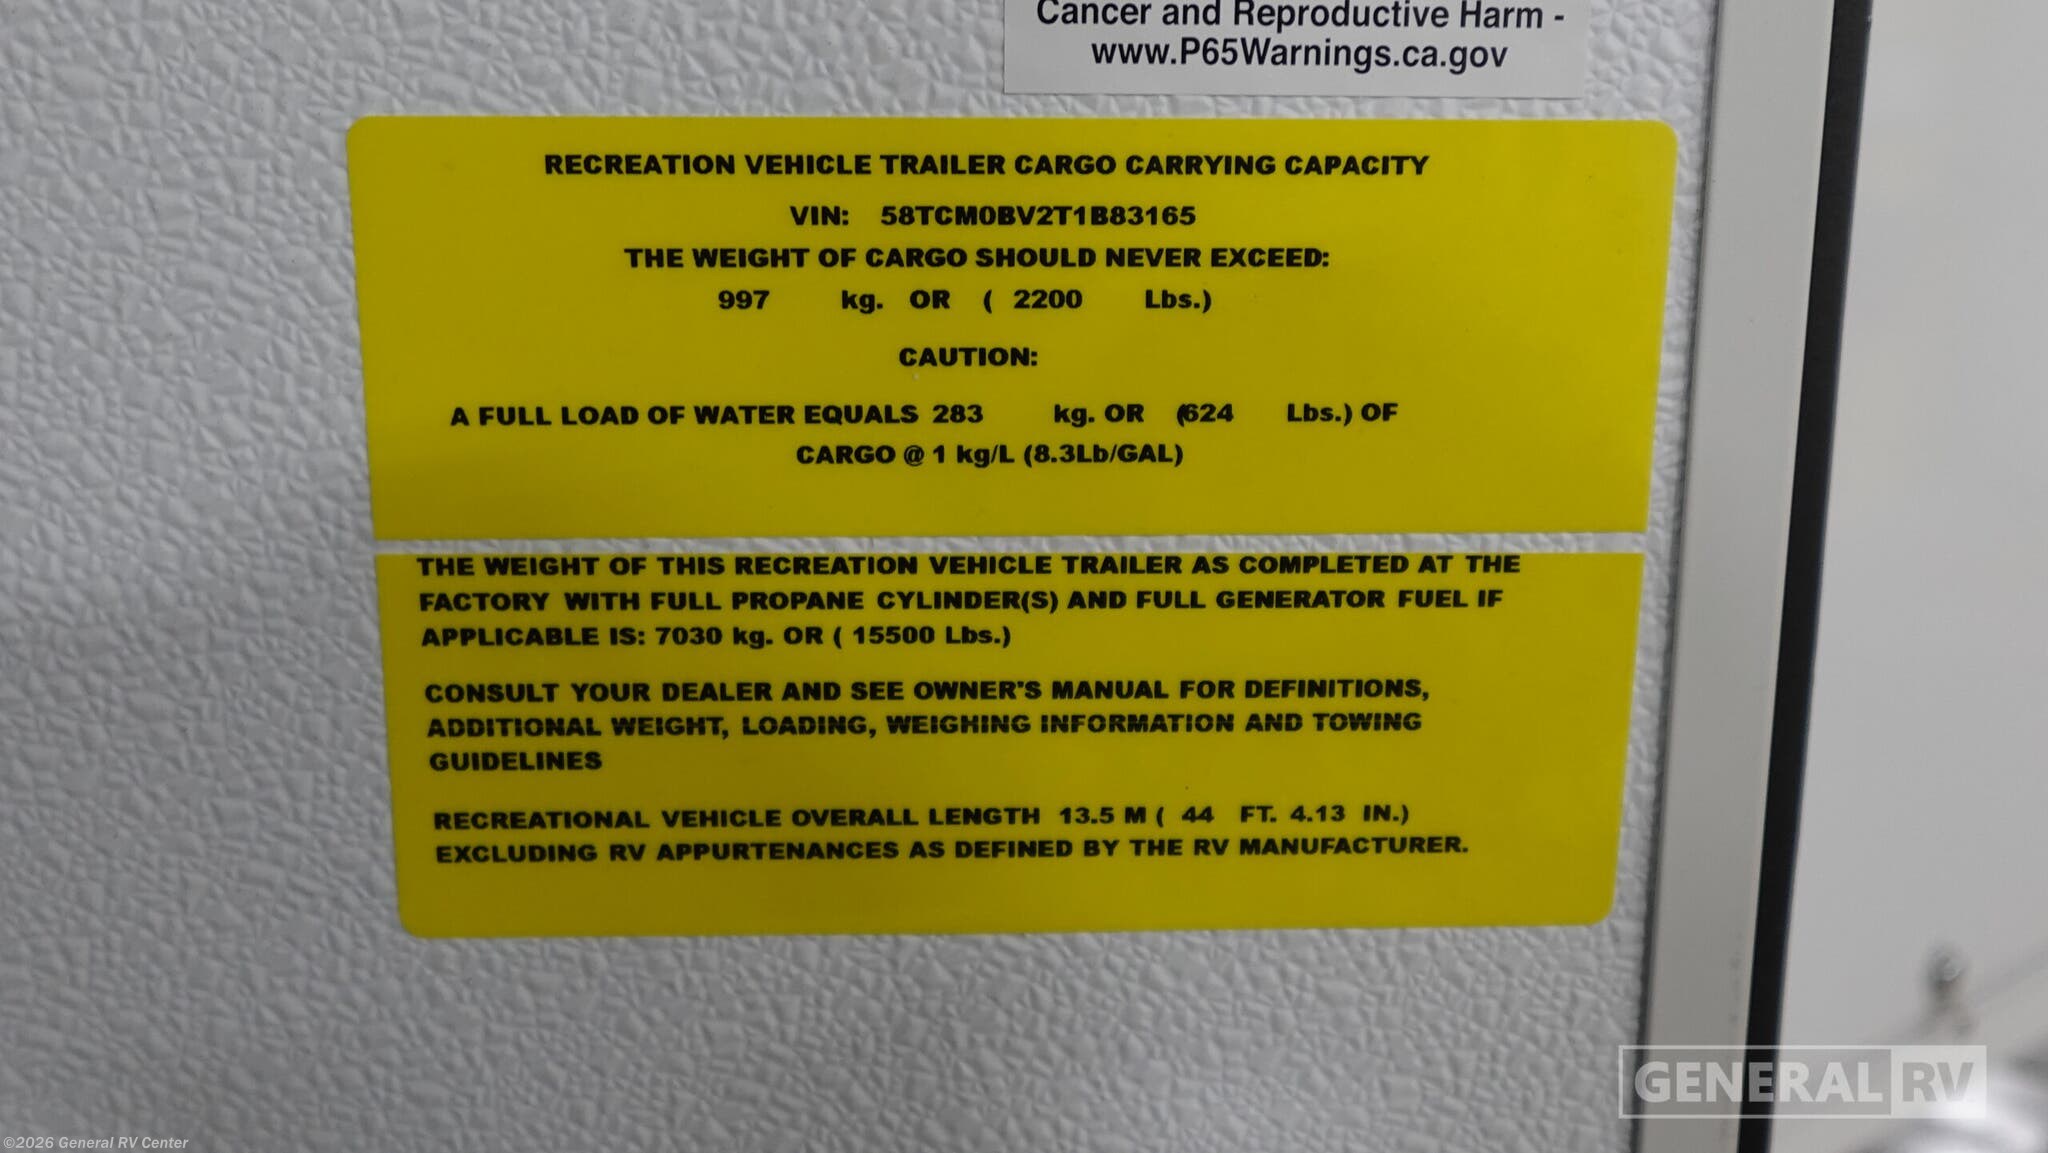 Cancer and Reproductive Harm -
www.P65Warnings.ca.gov
RECREATION VEHICLE TRAILER CARGO CARRYING CAPACITY
VIN: 58TCM0BV2T1B83165
THE WEIGHT OF CARGO SHOULD NEVER EXCEED:
997 kg. OR ( 2200 Lbs.)
CAUTION:
A FULL LOAD OF WATER EQUALS 283 kg. OR (624 Lbs.) OF
CARGO @ 1 kg/L (8.3Lb/GAL)
THE WEIGHT OF THIS RECREATION VEHICLE TRAILER AS COMPLETED AT THE
FACTORY WITH FULL PROPANE CYLINDER(S) AND FULL GENERATOR FUEL IF
APPLICABLE IS: 7030 kg. OR ( 15500 Lbs.)
CONSULT YOUR DEALER AND SEE OWNER'S MANUAL FOR DEFINITIONS,
ADDITIONAL WEIGHT, LOADING, WEIGHING INFORMATION AND TOWING
GUIDELINES
RECREATIONAL VEHICLE OVERALL LENGTH 13.5 M ( 44 FT. 4.13 IN.)
EXCLUDING RV APPURTENANCES AS DEFINED BY THE RV MANUFACTURER.
GENERAL RV
©2026 General RV Center